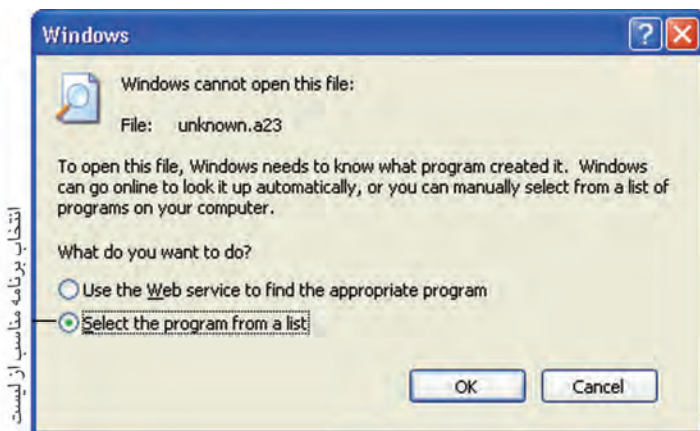 Windows
Windows cannot open this file:
File: unknown.a23
To open this file, Windows needs to know what program created it. Windows
can go online to look it up automatically, or you can manually select from a list of
programs on your computer.
What do you want to do?
Use the Web service to find the appropriate program
Select the program from a list
OK Cancel
انتخاب برنامه مناسب از لیست